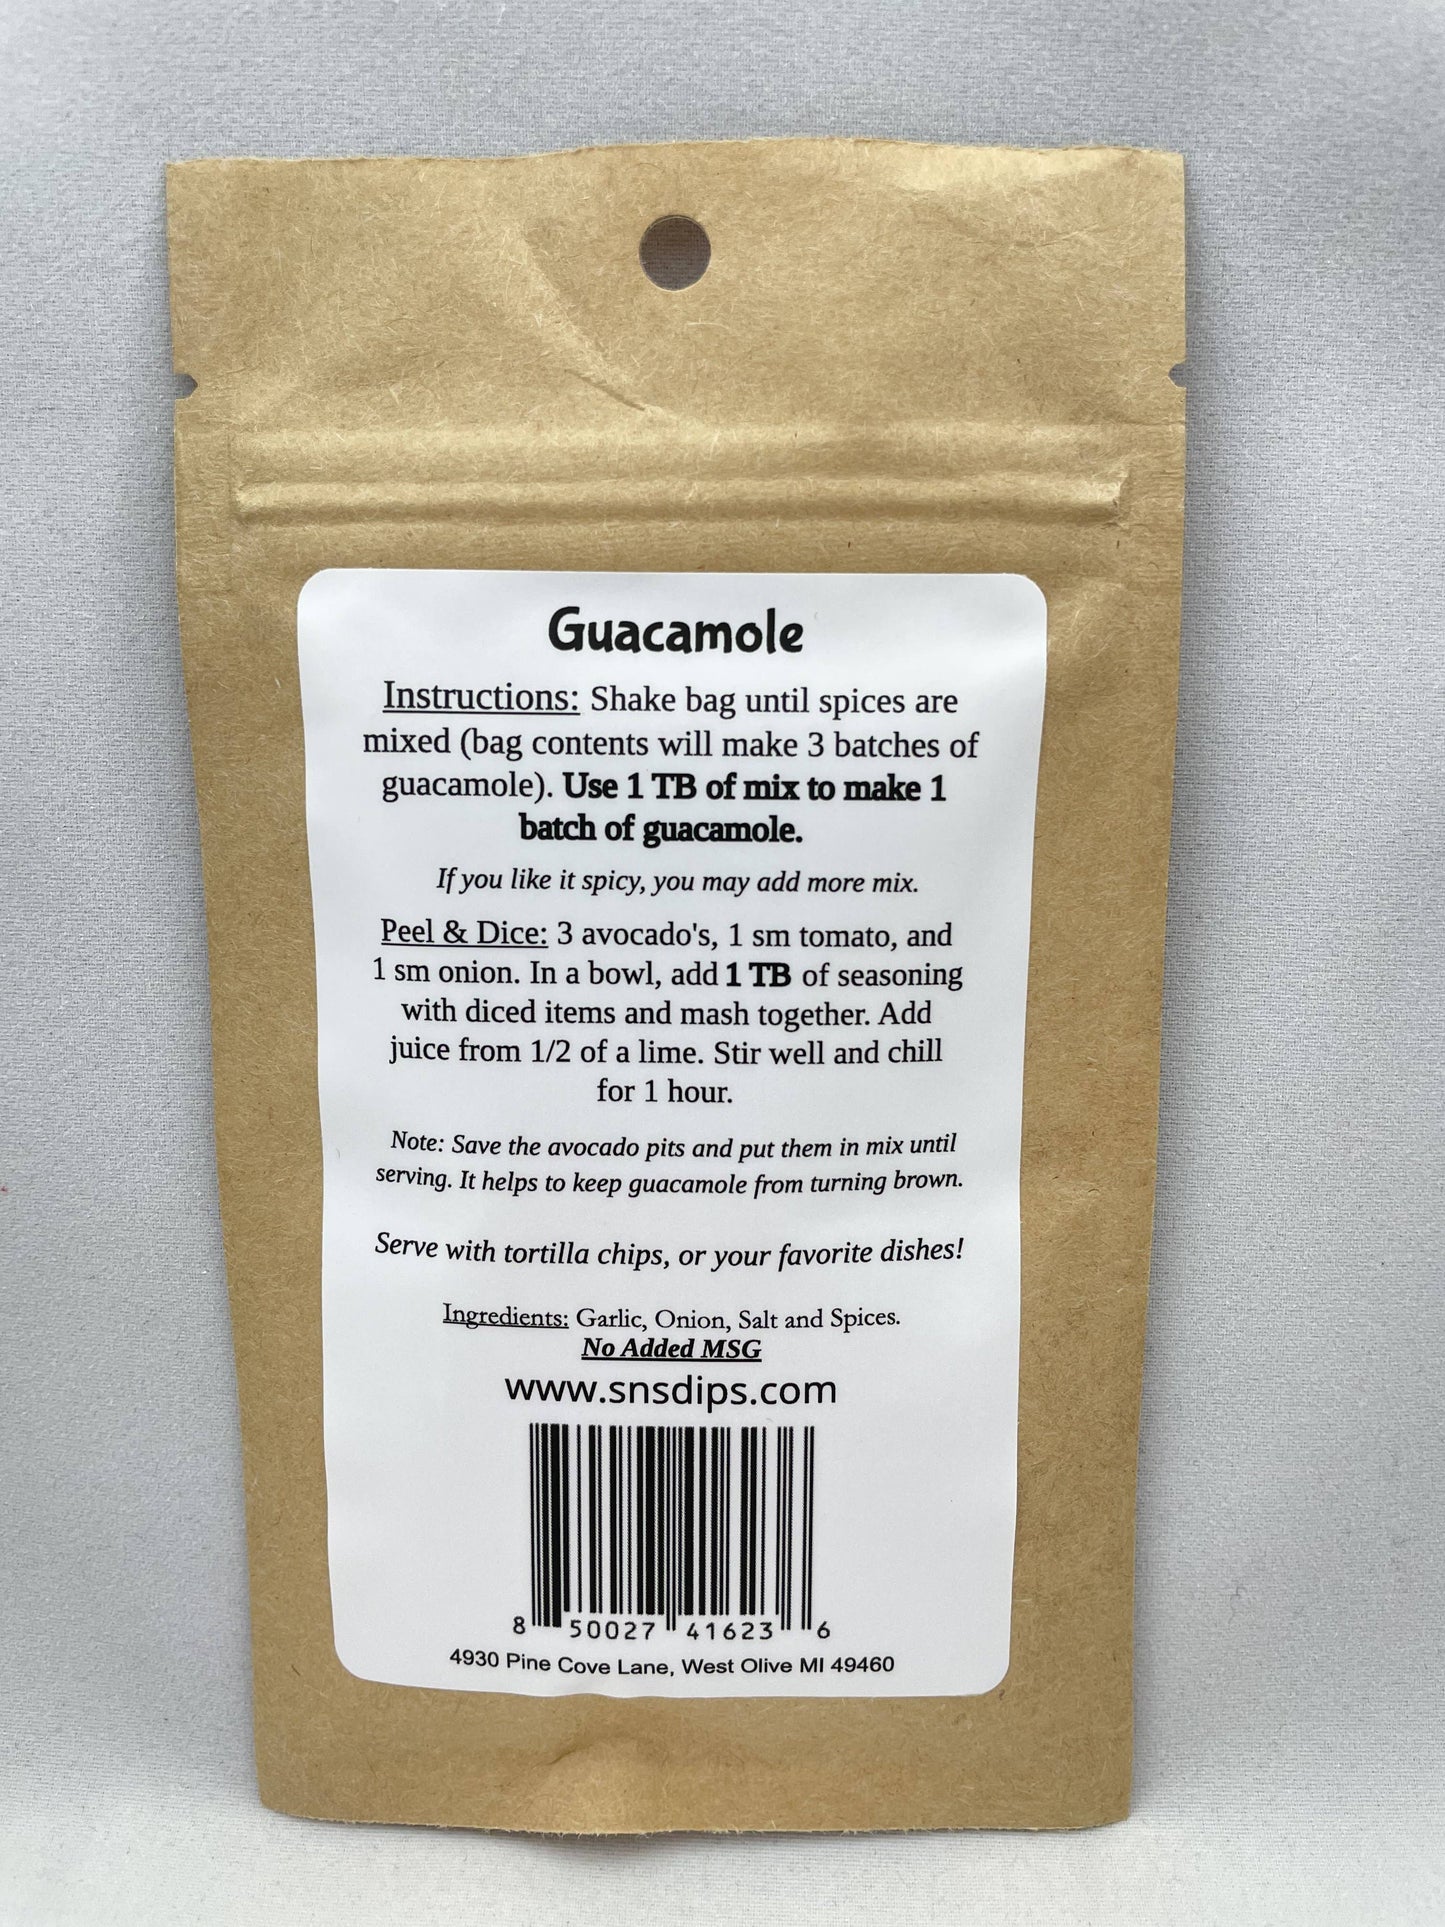 Guacamole
Instructions: Shake bag until spices are
mixed (bag contents will make 3 batches of
guacamole). Use 1 TB of mix to make 1
batch of guacamole.
If you like it spicy, you may add more mix.
Peel & Dice: 3 avocado's, 1 sm tomato, and
1 sm onion. In a bowl, add 1 TB of seasoning
with diced items and mash together. Add
juice from 1/2 of a lime. Stir well and chill
for 1 hour.
Note: Save the avocado pits and put them in mix until
serving. It helps to keep guacamole from turning brown.
Serve with tortilla chips, or your favorite dishes!
Ingredients: Garlic, Onion, Salt and Spices.
No Added MSG
www.snsdips.com
8 50027 41623 6
4930 Pine Cove Lane, West Olive MI 49460